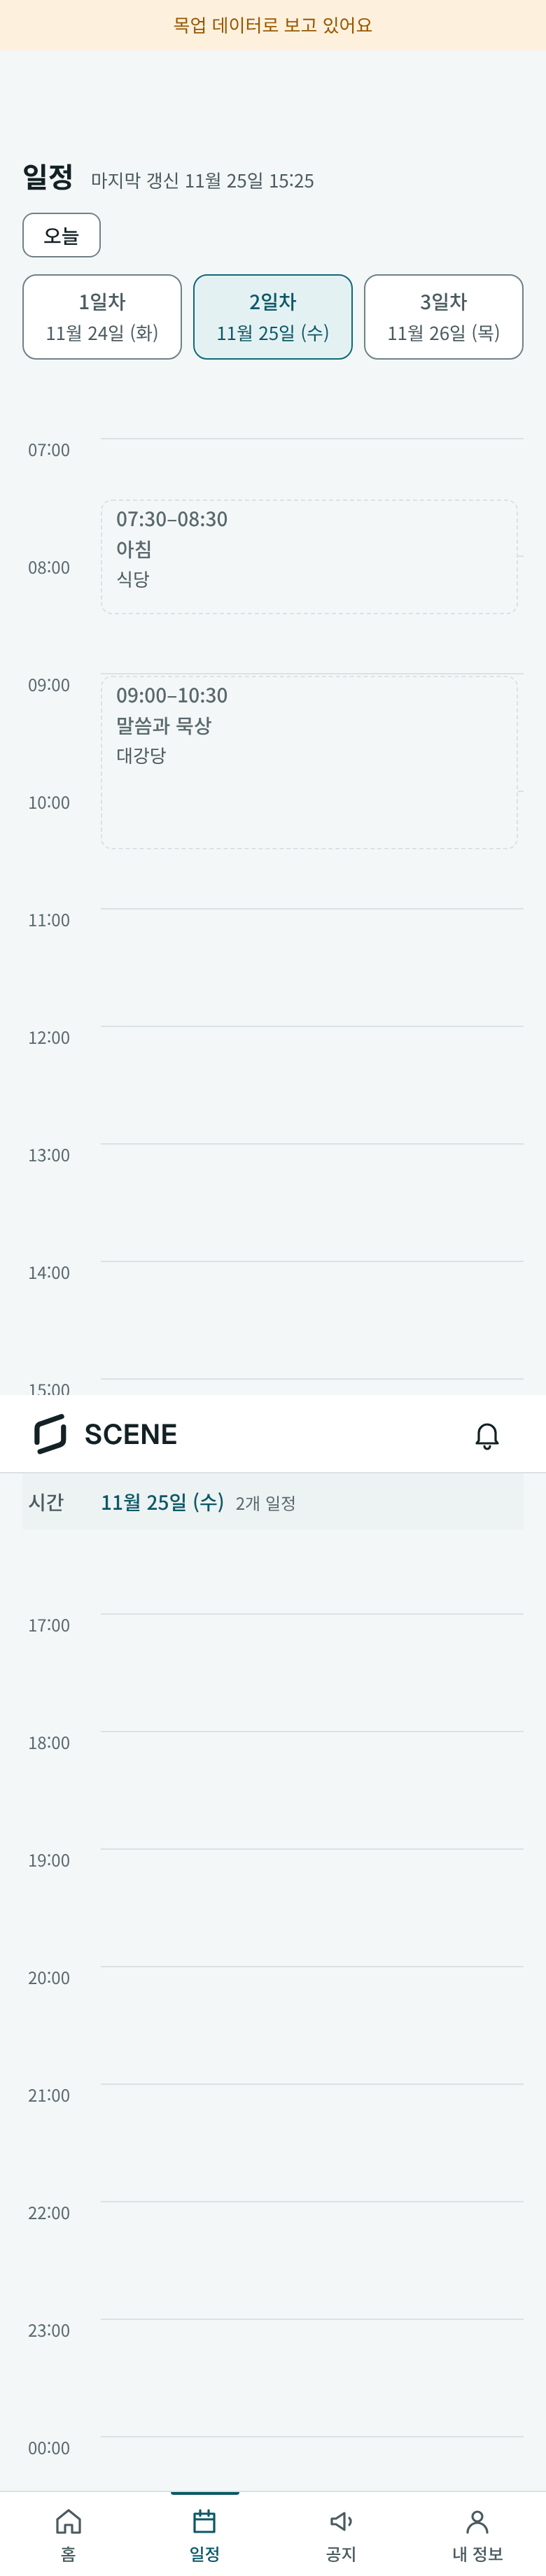 목업 데이터로 보고 있어요
일정 마지막 갱신 11월 25일 15:25
오늘
1일차
11월 24일 (화)
2일차
11월 25일 (수)
3일차
11월 26일 (목)
07:00
07:30–08:30
아침
08:00
식당
09:00
09:00–10:30
말씀과 묵상
대강당
10:00
11:00
12:00
13:00
14:00
15:00
SCENE
시간 11월 25일 (수) 2개 일정
17:00
18:00
19:00
20:00
21:00
22:00
23:00
00:00
홈 일정 공지 내 정보